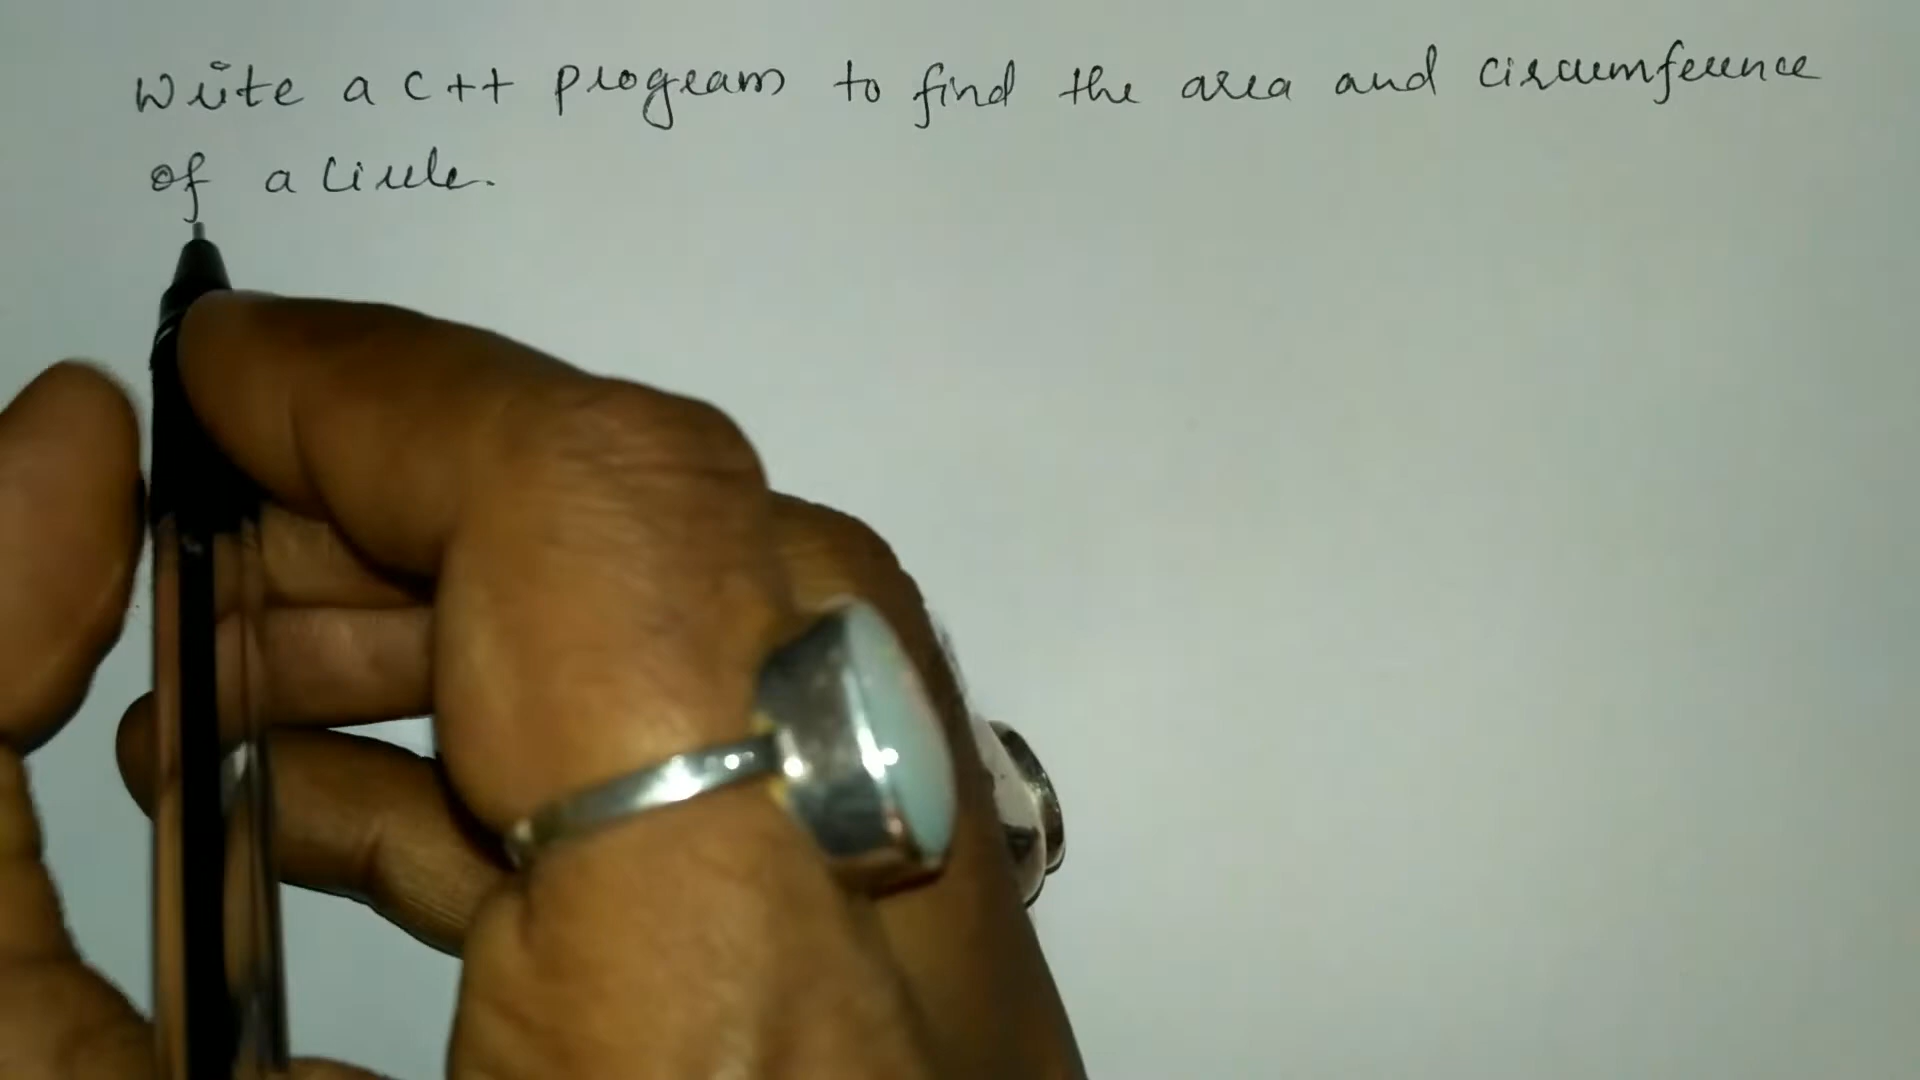 Write a C++ program to find the area and circumference
of a Circle.